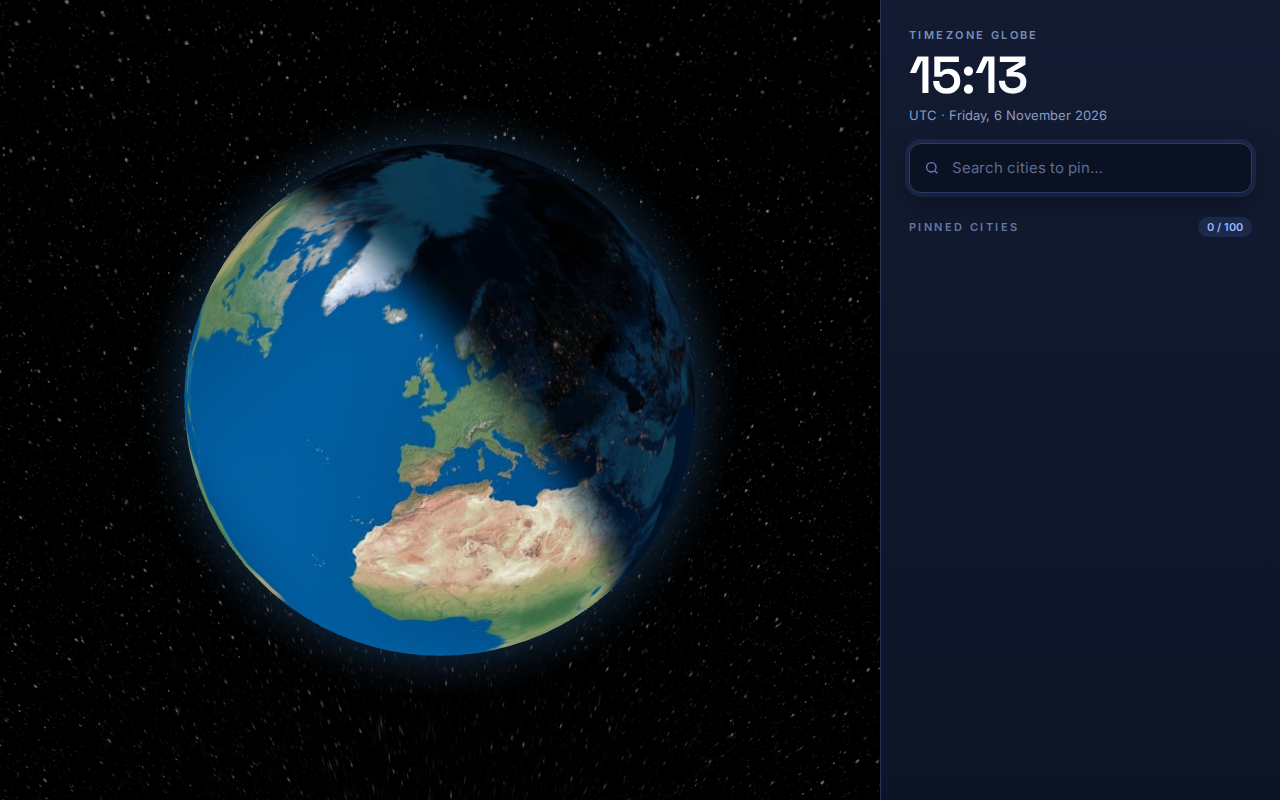 TIMEZONE GLOBE
15:13
UTC · Friday, 6 November 2026
Search cities to pin...
PINNED CITIES
0 / 100